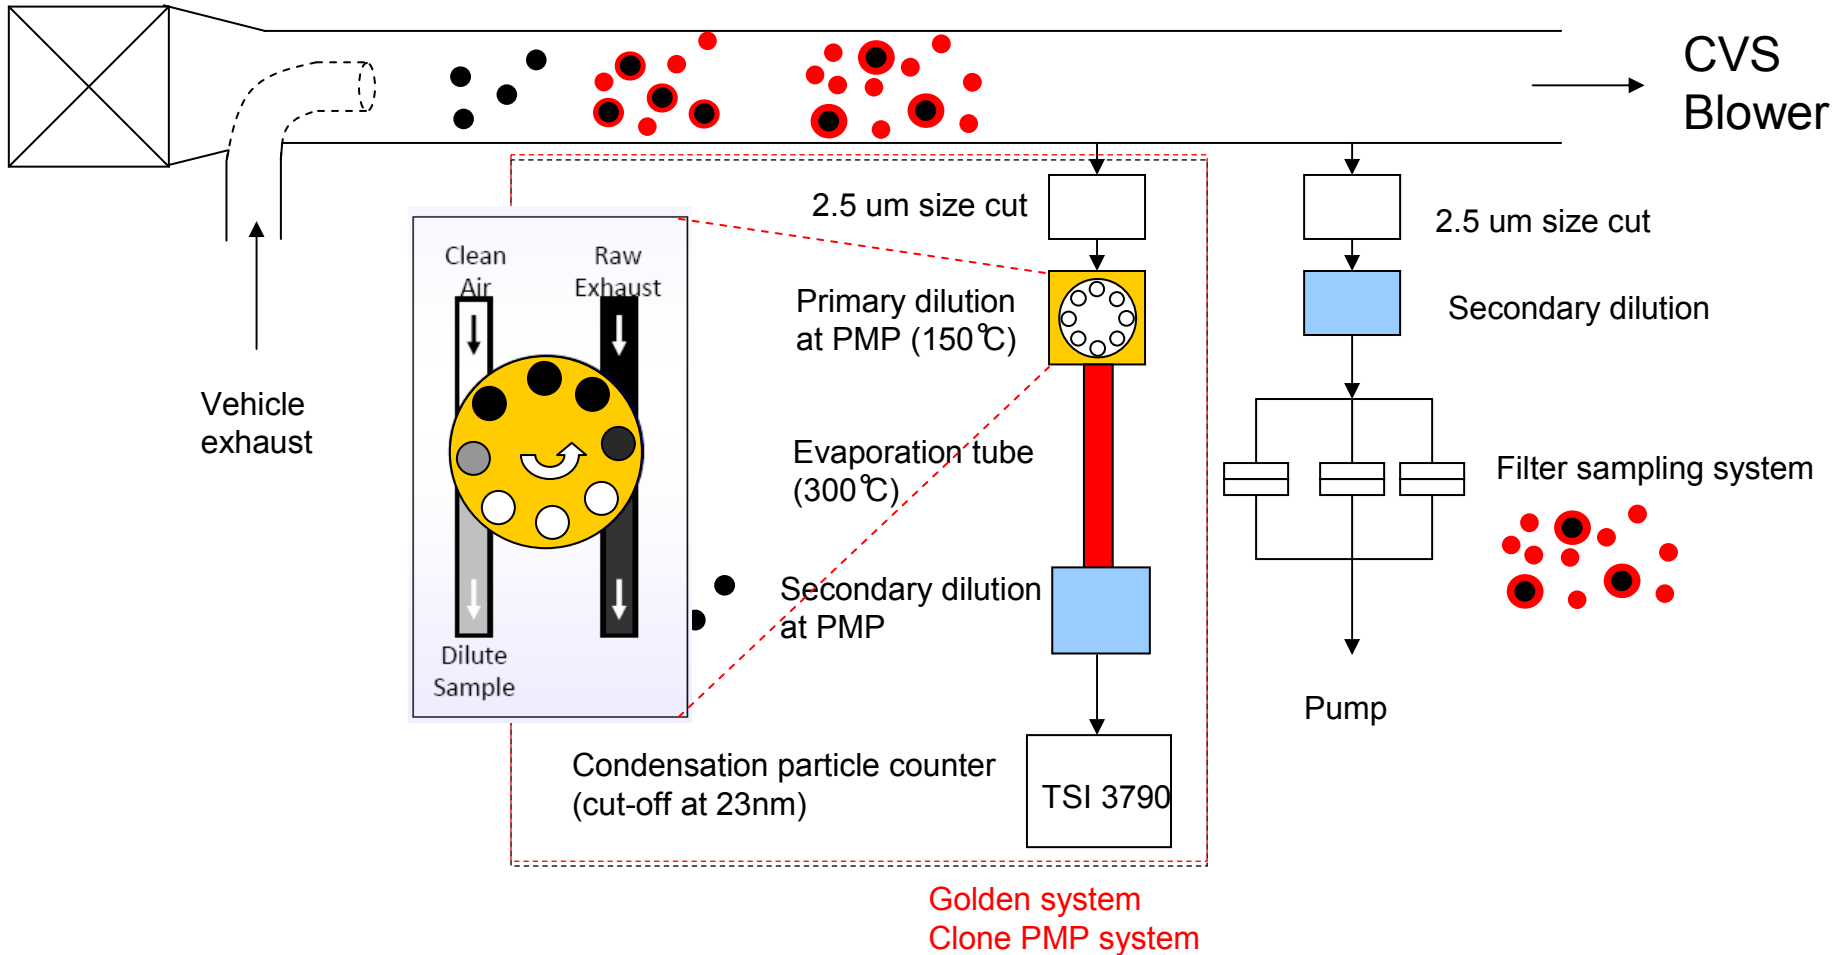 CVS
Blower
2.5 um size cut
2.5 um size cut
Clean
Air
Raw
Exhaust
Primary dilution
at PMP (150℃)
Secondary dilution
Vehicle
exhaust
Evaporation tube
(300℃)
Filter sampling system
Secondary dilution
at PMP
Dilute
Sample
Pump
Condensation particle counter
(cut-off at 23nm)
TSI 3790
Golden system
Clone PMP system